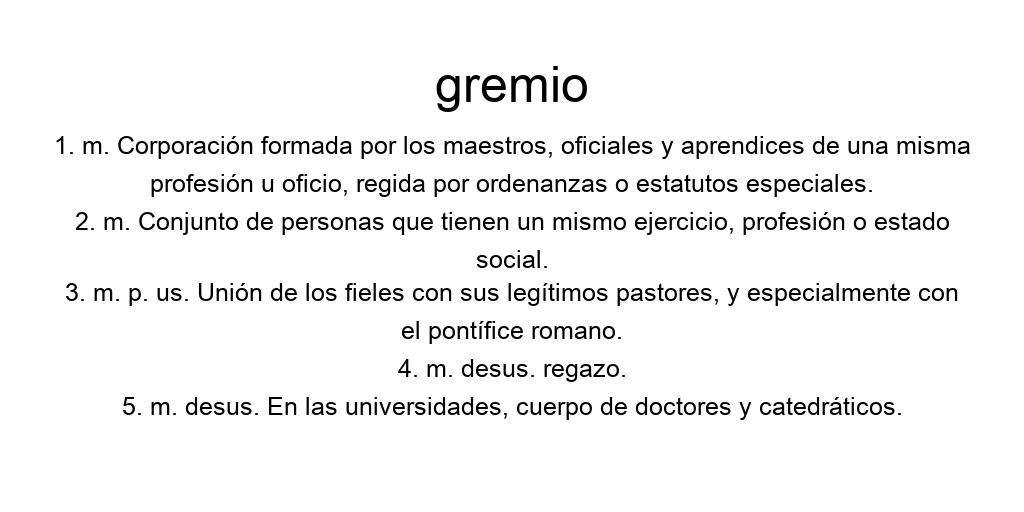 gremio
1. m. Corporación formada por los maestros, oficiales y aprendices de una misma
profesión u oficio, regida por ordenanzas o estatutos especiales.
2. m. Conjunto de personas que tienen un mismo ejercicio, profesión o estado
social.
3. m. p. us. Unión de los fieles con sus legítimos pastores, y especialmente con
el pontífice romano.
4. m. desus. regazo.
5. m. desus. En las universidades, cuerpo de doctores y catedráticos.